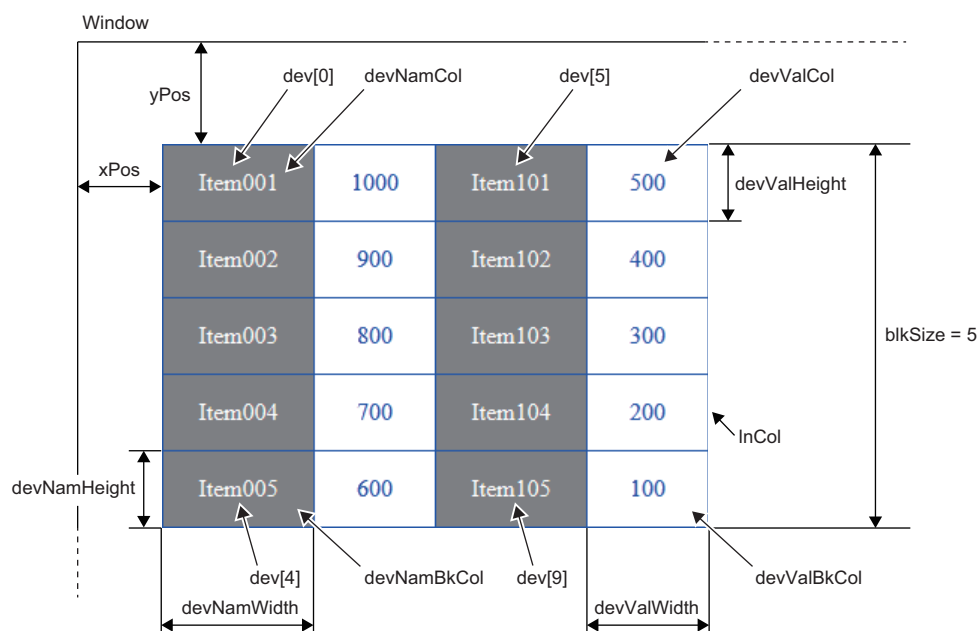 Window
dev[0]
devNamCol
dev[5]
devValCol
yPos
xPos
Item001 1000 Item101 500
devValHeight
Item002 900 Item102 400
Item003 800 Item103 300
blkSize = 5
Item004 700 Item104 200
lnCol
devNamHeight
Item005 600 Item105 100
dev[4]
devNamBkCol
dev[9]
devValBkCol
devNamWidth
devValWidth